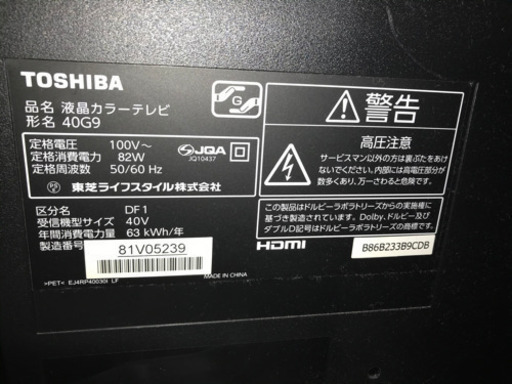 TOSHIBA
品名 液晶カラーテレビ
形名 40G9
定格電圧 100V～
定格消費電力 82W
定格周波数 50/60 Hz
G
JQA
JQ10437
東芝ライフスタイル株式会社
区分名 DF1
受信機型サイズ 40V
年間消費電力量 63 kWh/年
製造番号 81V05239
>PET< EJ4RP40030I LF
MADE IN CHINA
警告
高圧注意
サービスマン以外の方は裏ぶたをあけないでください。内部には高電圧部分が数多くあり、万一さわると危険です。
この製品はドルビーラボラトリーズからの実施権に基づき製造されています。Dolby、ドルビー及びダブルD記号はドルビーラボラトリーズの商標です。
HDMI
B86B233B9CDB